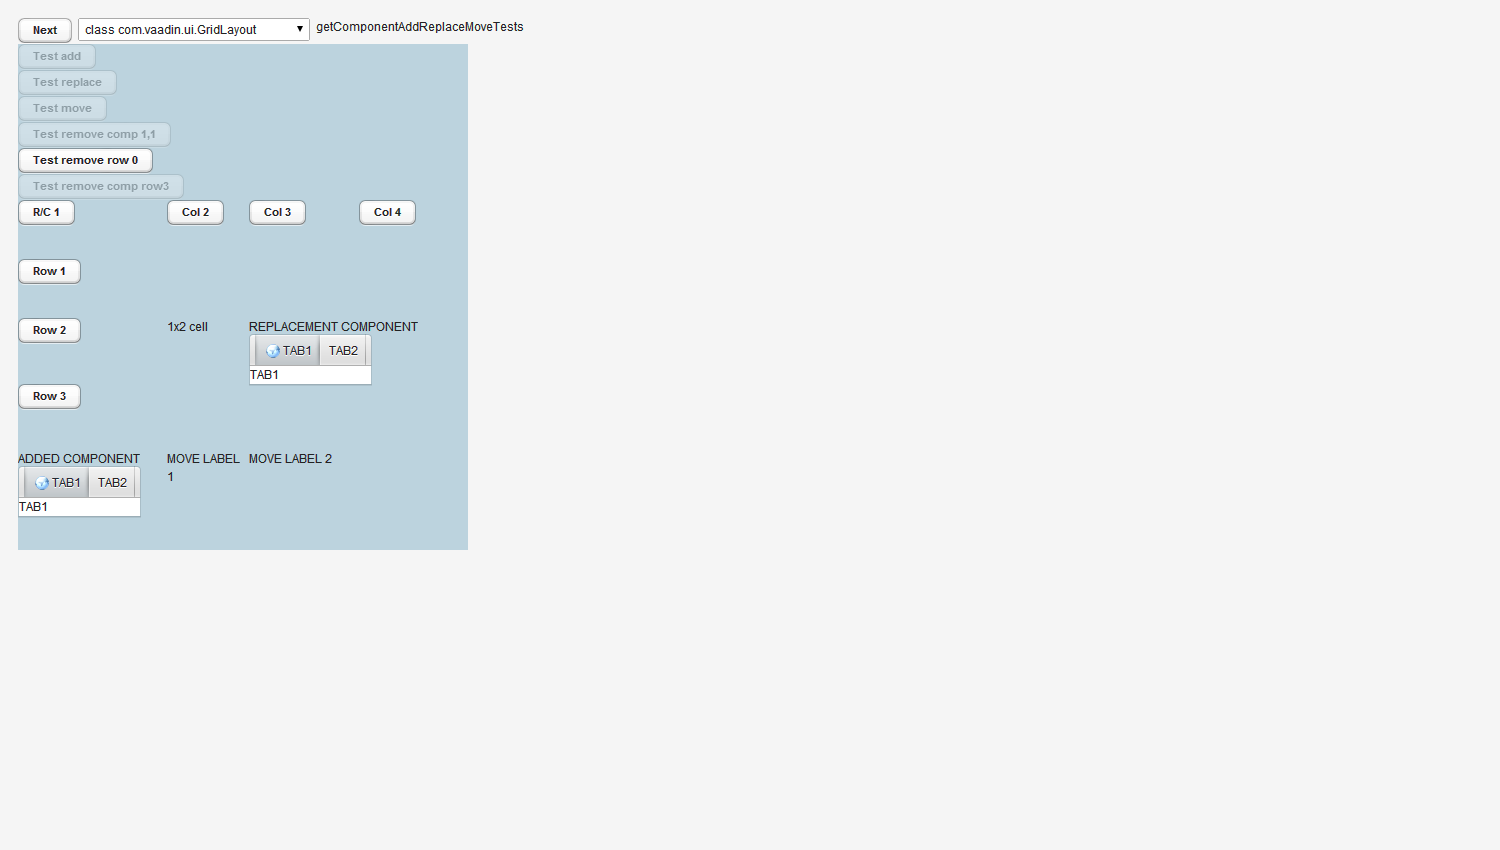 Next class com.vaadin.ui.GridLayout getComponentAddReplaceMoveTests
Test add
Test replace
Test move
Test remove comp 1,1
Test remove row 0
Test remove comp row3
R/C 1 Col 2 Col 3 Col 4
Row 1
Row 2 1x2 cell REPLACEMENT COMPONENT
TAB1 TAB2
TAB1
Row 3
ADDED COMPONENT MOVE LABEL 1 MOVE LABEL 2
TAB1 TAB2
TAB1